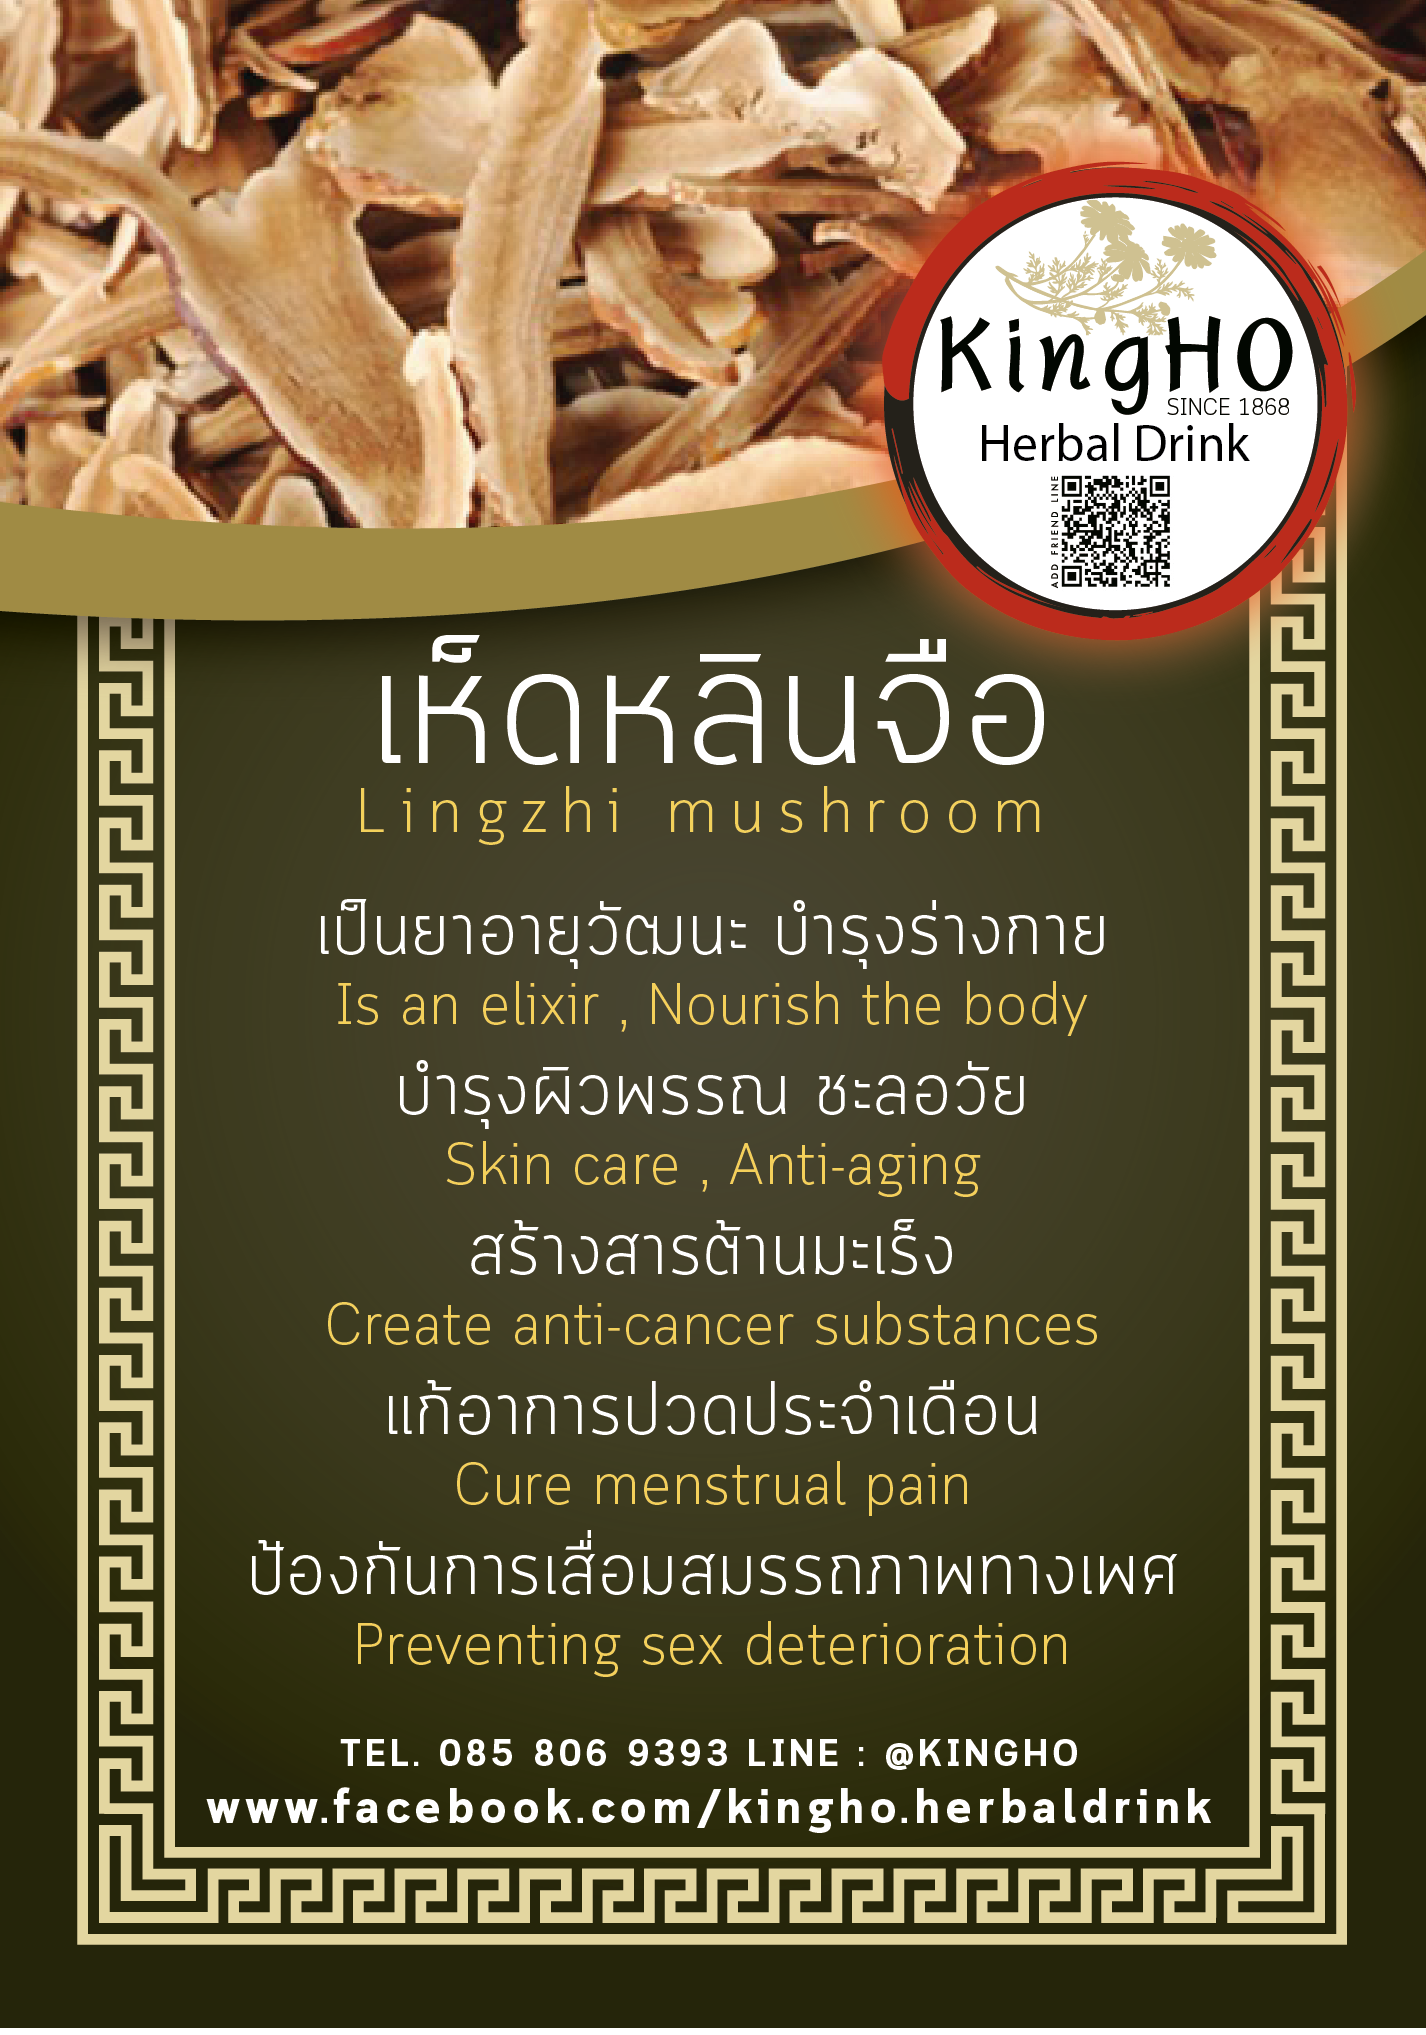 KingHO
SINCE 1868
Herbal Drink
ADD FRIEND LINE
เห็ดหลินจือ
Lingzhi mushroom
เป็นยาอายุวัฒนะ บำรุงร่างกาย
Is an elixir , Nourish the body
บำรุงผิวพรรณ ชะลอวัย
Skin care , Anti-aging
สร้างสารต้านมะเร็ง
Create anti-cancer substances
แก้อาการปวดประจำเดือน
Cure menstrual pain
ป้องกันการเสื่อมสมรรถภาพทางเพศ
Preventing sex deterioration
TEL. 085 806 9393 LINE : @KINGHO
www.facebook.com/kingho.herbaldrink